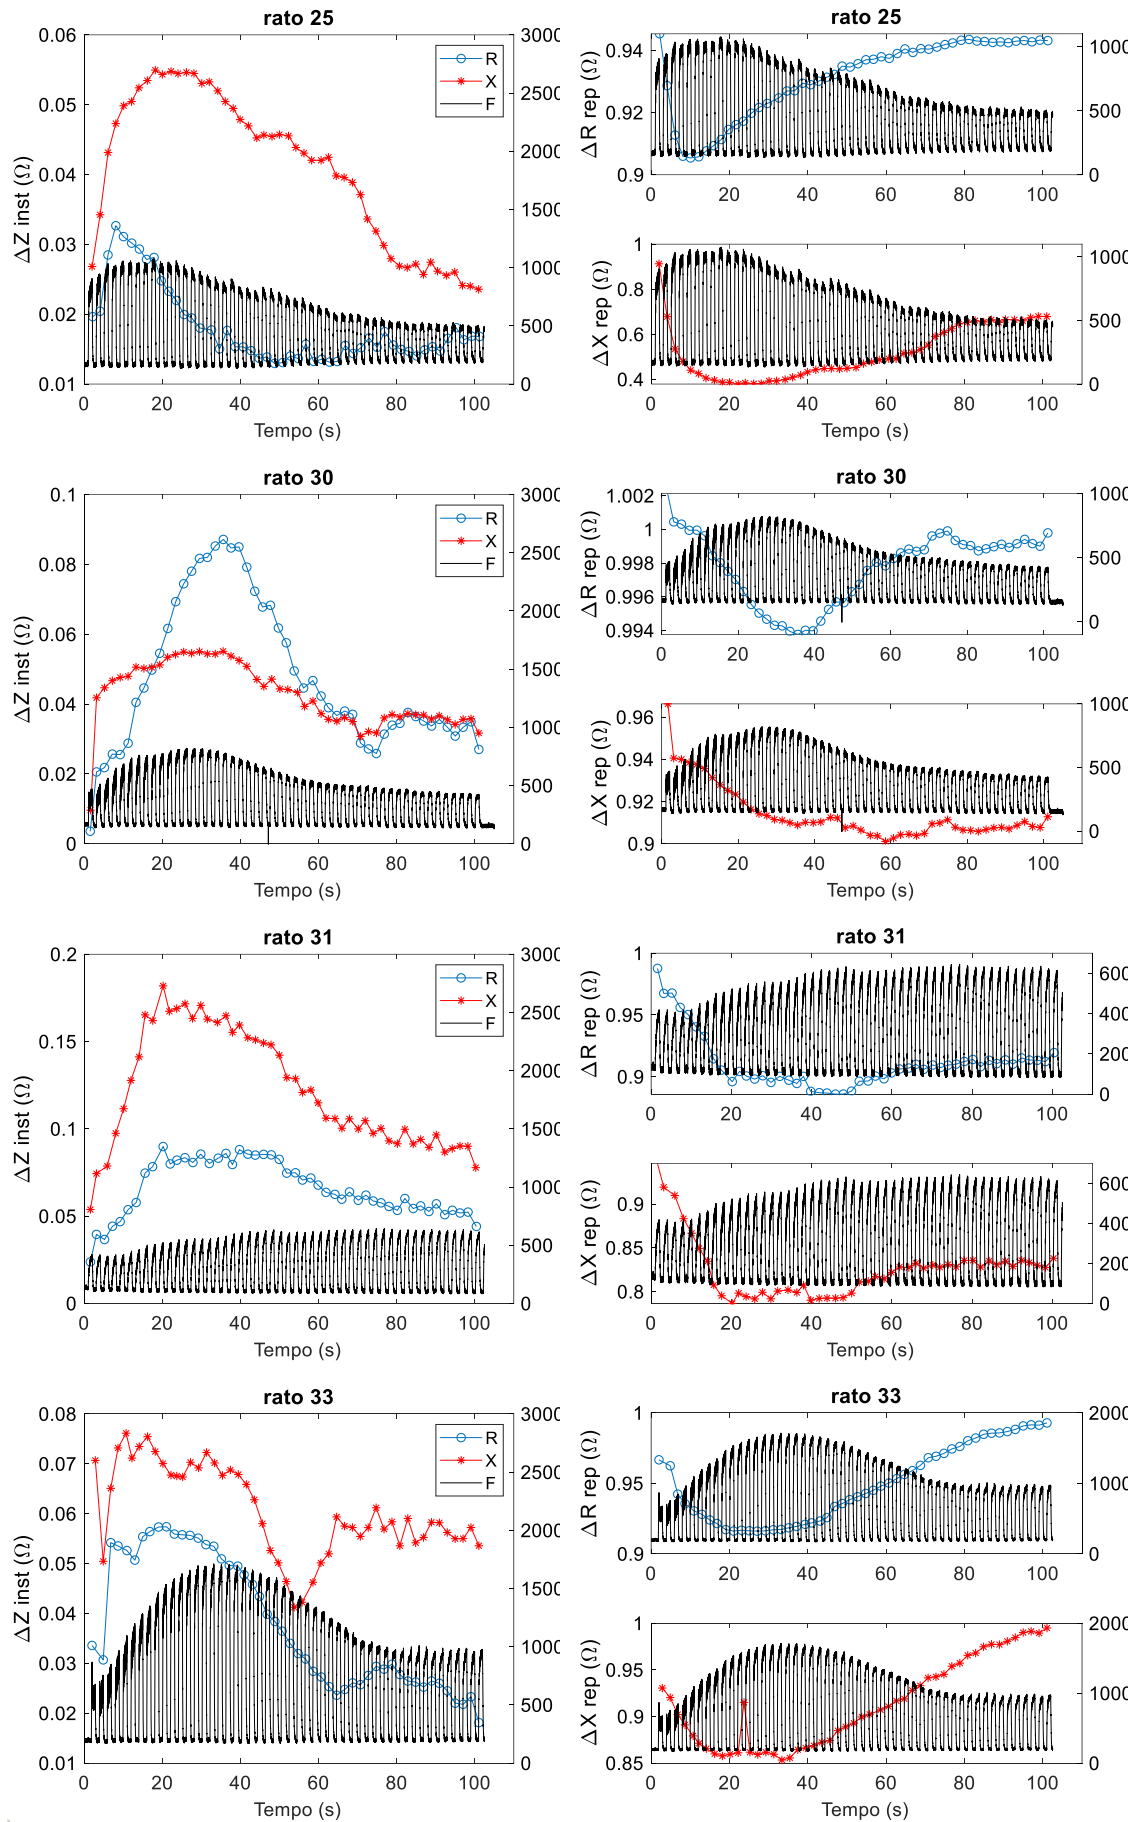 rato 25
0.06
0.05
0.04
0.03
0.02
0.01
ΔZ inst (Ω)
3000
2500
2000
1500
1000
500
0
R
X
F
0 20 40 60 80 100
Tempo (s)
rato 25
0.94
0.92
0.9
ΔR rep (Ω)
1000
500
0
0 20 40 60 80 100
1
0.8
0.6
0.4
ΔX rep (Ω)
1000
500
0
0 20 40 60 80 100
Tempo (s)
rato 30
0.1
0.08
0.06
0.04
0.02
0
ΔZ inst (Ω)
3000
2500
2000
1500
1000
500
0
R
X
F
0 20 40 60 80 100
Tempo (s)
rato 30
1.002
1
0.998
0.996
0.994
ΔR rep (Ω)
1000
500
0
0 20 40 60 80 100
0.96
0.94
0.92
0.9
ΔX rep (Ω)
1000
500
0
0 20 40 60 80 100
Tempo (s)
rato 31
0.2
0.15
0.1
0.05
0
ΔZ inst (Ω)
3000
2500
2000
1500
1000
500
0
R
X
F
0 20 40 60 80 100
Tempo (s)
rato 31
1
0.95
0.9
ΔR rep (Ω)
600
400
200
0
0 20 40 60 80 100
0.9
0.85
0.8
ΔX rep (Ω)
600
400
200
0
0 20 40 60 80 100
Tempo (s)
rato 33
0.08
0.07
0.06
0.05
0.04
0.03
0.02
0.01
ΔZ inst (Ω)
3000
2500
2000
1500
1000
500
0
R
X
F
0 20 40 60 80 100
Tempo (s)
rato 33
1
0.95
0.9
ΔR rep (Ω)
2000
1000
0
0 20 40 60 80 100
1
0.95
0.9
0.85
ΔX rep (Ω)
2000
1000
0
0 20 40 60 80 100
Tempo (s)